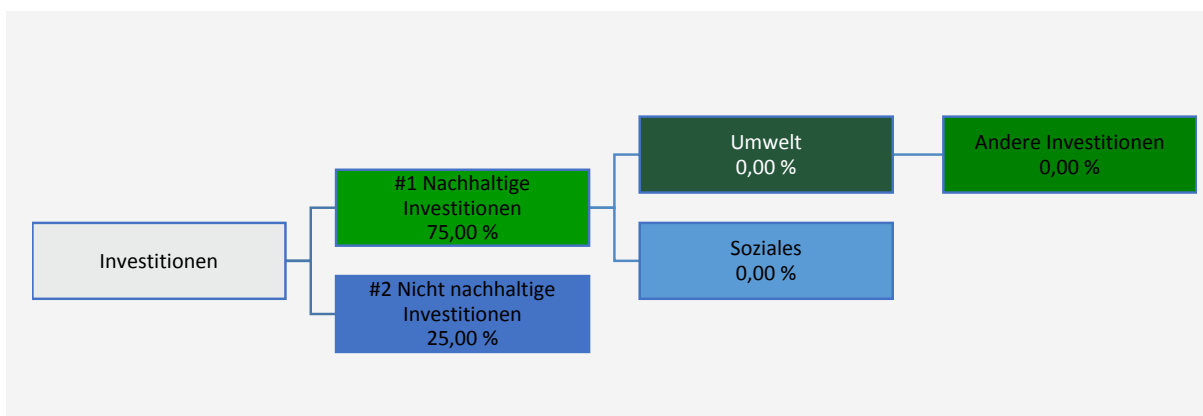 Investitionen
#1 Nachhaltige
Investitionen
75,00 %
#2 Nicht nachhaltige
Investitionen
25,00 %
Umwelt
0,00 %
Soziales
0,00 %
Andere Investitionen
0,00 %